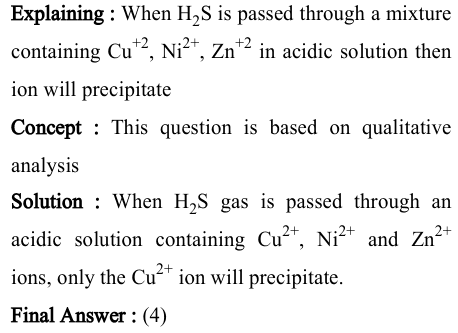 Explaining : When H₂S is passed through a mixture
containing Cu⁺², Ni²⁺, Zn⁺² in acidic solution then
ion will precipitate
Concept : This question is based on qualitative
analysis
Solution : When H₂S gas is passed through an
acidic solution containing Cu²⁺, Ni²⁺ and Zn²⁺
ions, only the Cu²⁺ ion will precipitate.
Final Answer : (4)